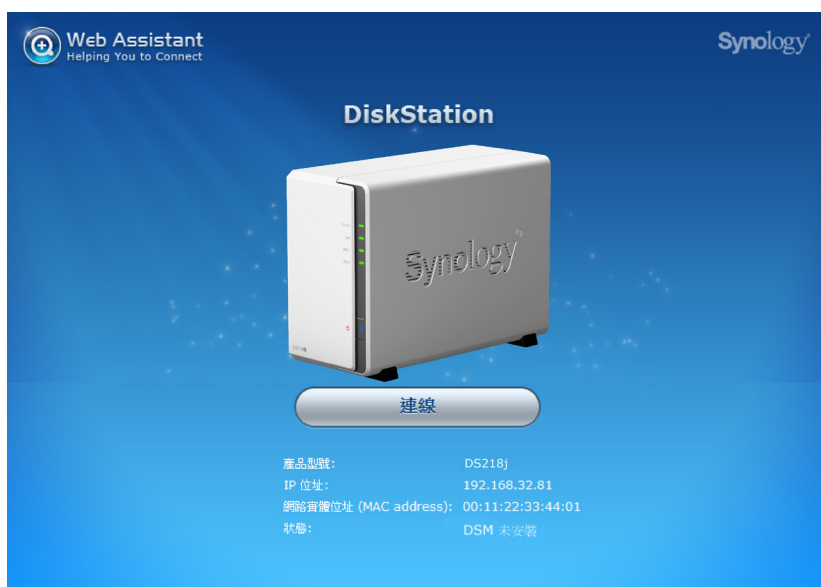 Web Assistant
Helping You to Connect
Synology
DiskStation
Synology
連線
產品型號: DS218j
IP 位址: 192.168.32.81
網路實體位址 (MAC address): 00:11:22:33:44:01
狀態: DSM 未安裝